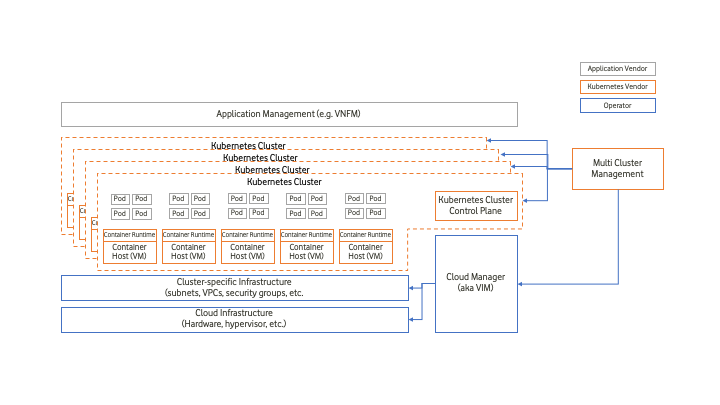 Application Vendor
Kubernetes Vendor
Operator
Application Management (e.g. VNFM)
Kubernetes Cluster
Kubernetes Cluster
Kubernetes Cluster
Kubernetes Cluster
Multi Cluster
Management
Pod Pod Pod Pod Pod Pod Pod Pod Pod Pod
Pod Pod Pod Pod Pod Pod Pod Pod Pod Pod
Kubernetes Cluster
Control Plane
Container Runtime Container Runtime Container Runtime Container Runtime Container Runtime
Container Container Container Container Container
Host (VM) Host (VM) Host (VM) Host (VM) Host (VM)
Cluster-specific Infrastructure
(subnets, VPCs, security groups, etc.
Cloud Manager
(aka VIM)
Cloud Infrastructure
(Hardware, hypervisor, etc.)